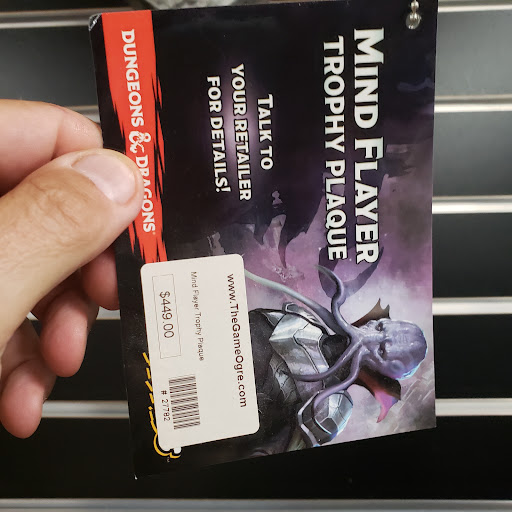 MIND FLAYER
TROPHY PLAQUE
TALK TO
YOUR RETAILER
FOR DETAILS!
DUNGEONS & DRAGONS®
www.TheGameOgre.com
Mind Flayer Trophy Plaque
$449.00
# 27782